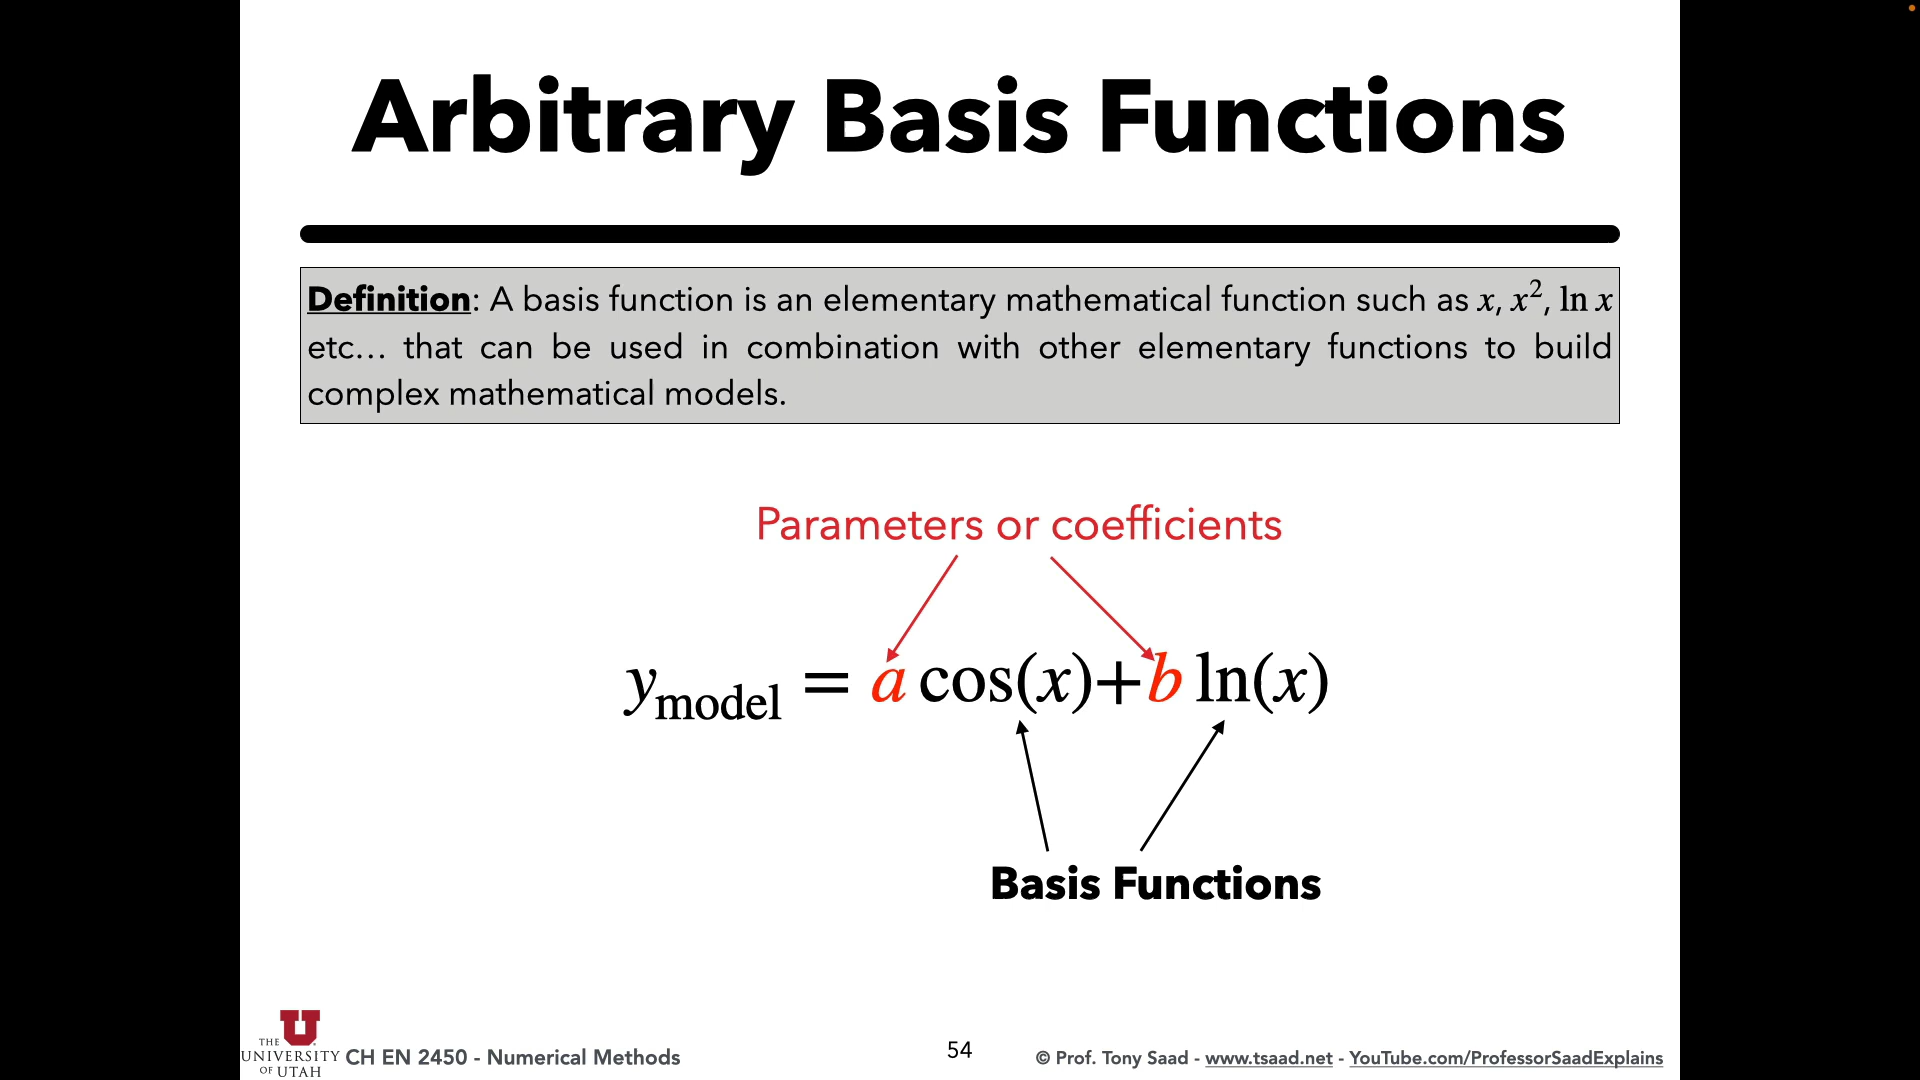 Arbitrary Basis Functions
Definition: A basis function is an elementary mathematical function such as x, x², ln x
etc… that can be used in combination with other elementary functions to build
complex mathematical models.
Parameters or coefficients
y_model = a cos(x)+b ln(x)
Basis Functions
THE
UNIVERSITY
OF UTAH
CH EN 2450 - Numerical Methods
54
© Prof. Tony Saad - www.tsaad.net - YouTube.com/ProfessorSaadExplains